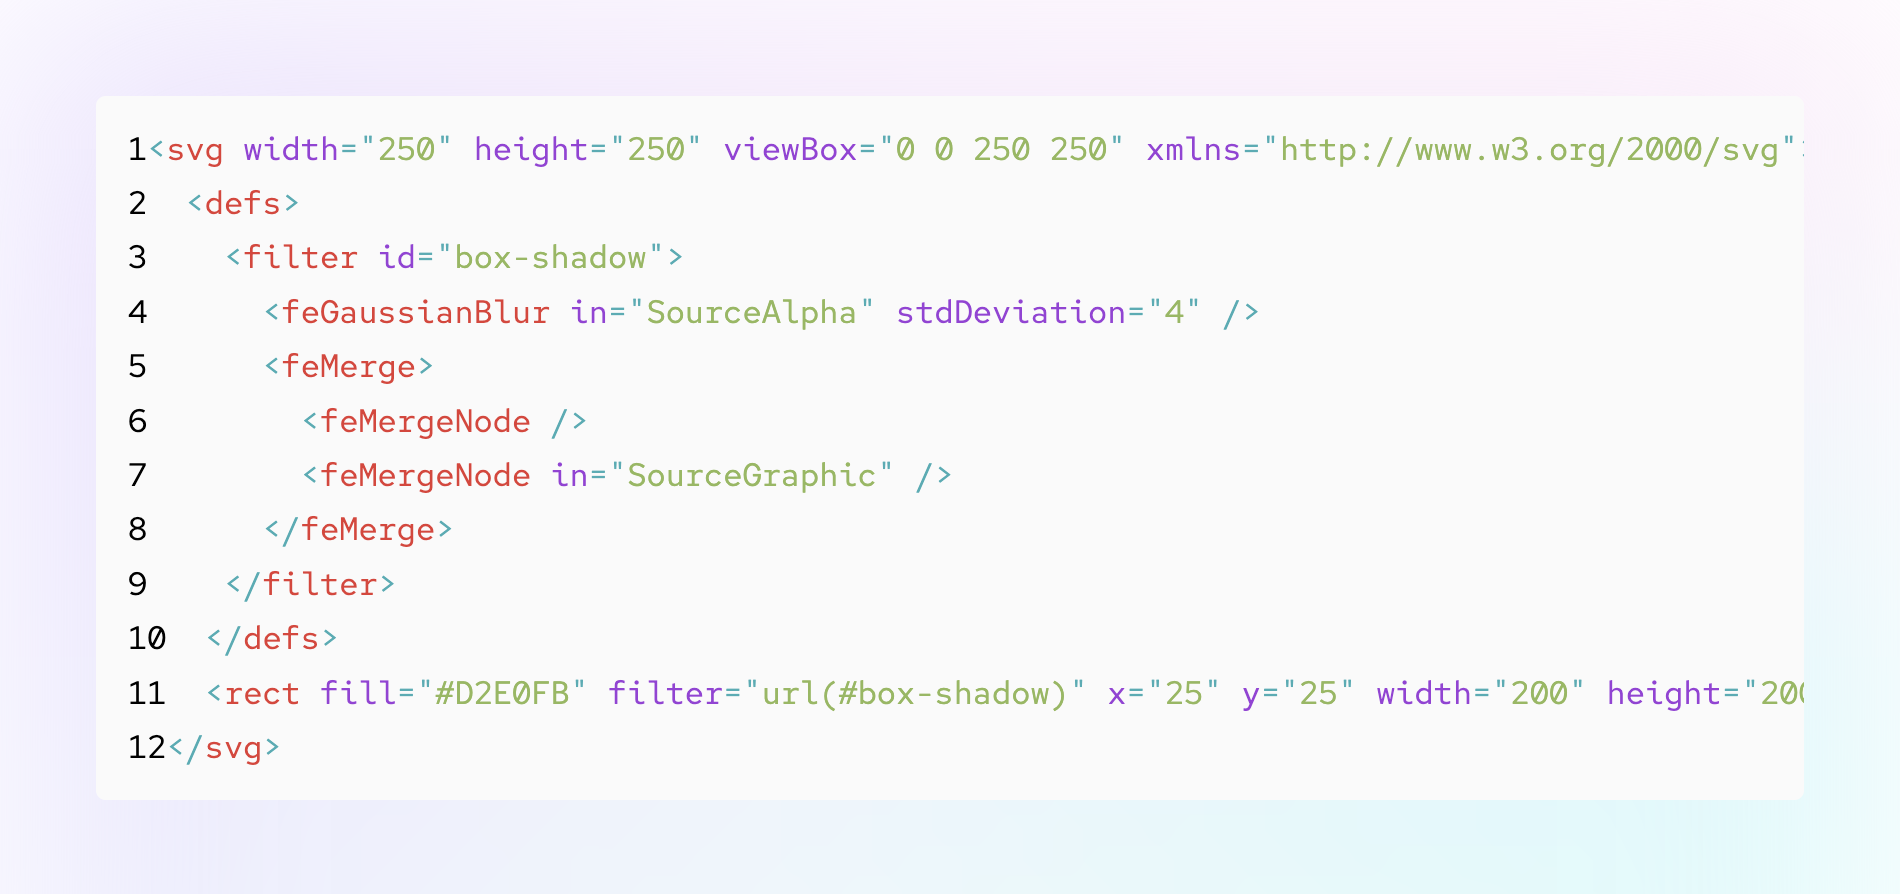 1<svg width="250" height="250" viewBox="0 0 250 250" xmlns="http://www.w3.org/2000/svg"
2  <defs>
3    <filter id="box-shadow">
4      <feGaussianBlur in="SourceAlpha" stdDeviation="4" />
5      <feMerge>
6        <feMergeNode />
7        <feMergeNode in="SourceGraphic" />
8      </feMerge>
9    </filter>
10  </defs>
11  <rect fill="#D2E0FB" filter="url(#box-shadow)" x="25" y="25" width="200" height="20
12</svg>